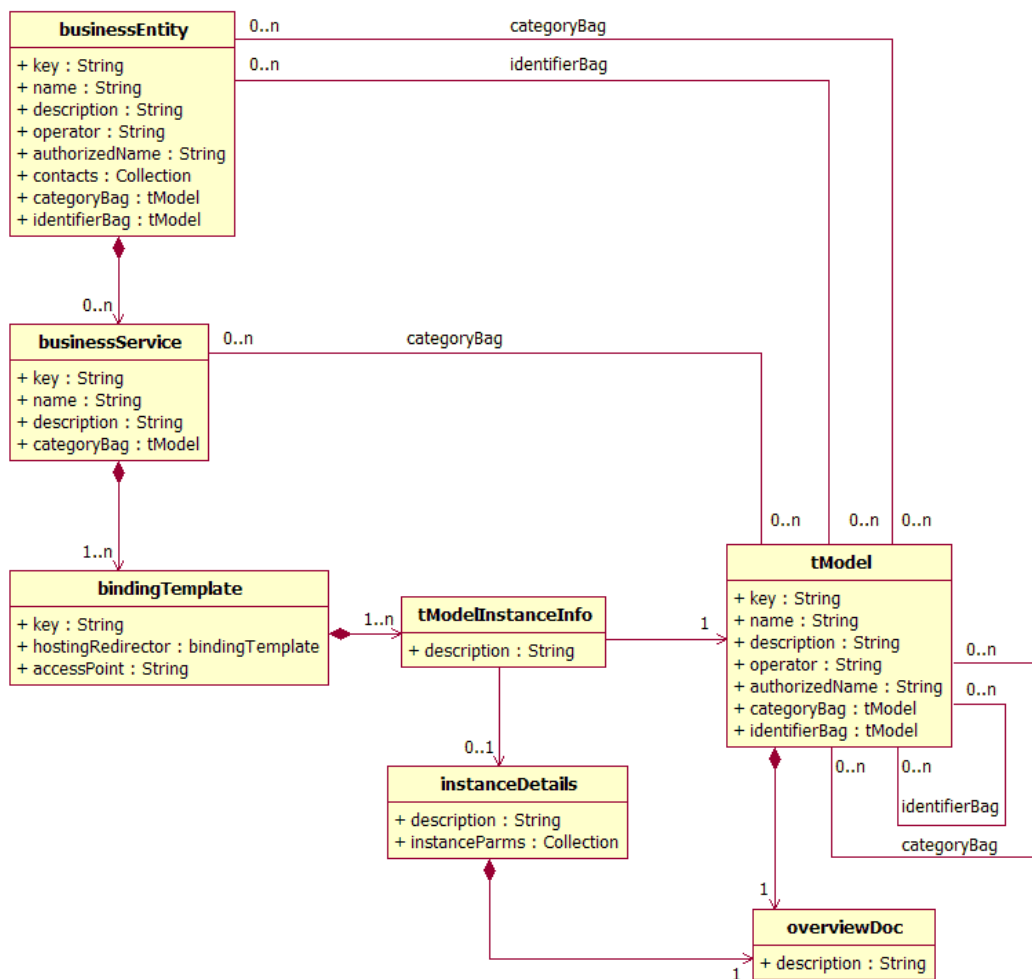 businessEntity
+ key : String
+ name : String
+ description : String
+ operator : String
+ authorizedName : String
+ contacts : Collection
+ categoryBag : tModel
+ identifierBag : tModel
0..n
categoryBag
0..n
identifierBag
0..n
businessService
+ key : String
+ name : String
+ description : String
+ categoryBag : tModel
0..n
categoryBag
0..n
0..n
0..n
1..n
bindingTemplate
+ key : String
+ hostingRedirector : bindingTemplate
+ accessPoint : String
1..n
tModelInstanceInfo
+ description : String
1
tModel
+ key : String
+ name : String
+ description : String
+ operator : String
+ authorizedName : String
+ categoryBag : tModel
+ identifierBag : tModel
0..n
0..n
0..n
0..n
identifierBag
categoryBag
0..1
instanceDetails
+ description : String
+ instanceParms : Collection
1
1
overviewDoc
+ description : String